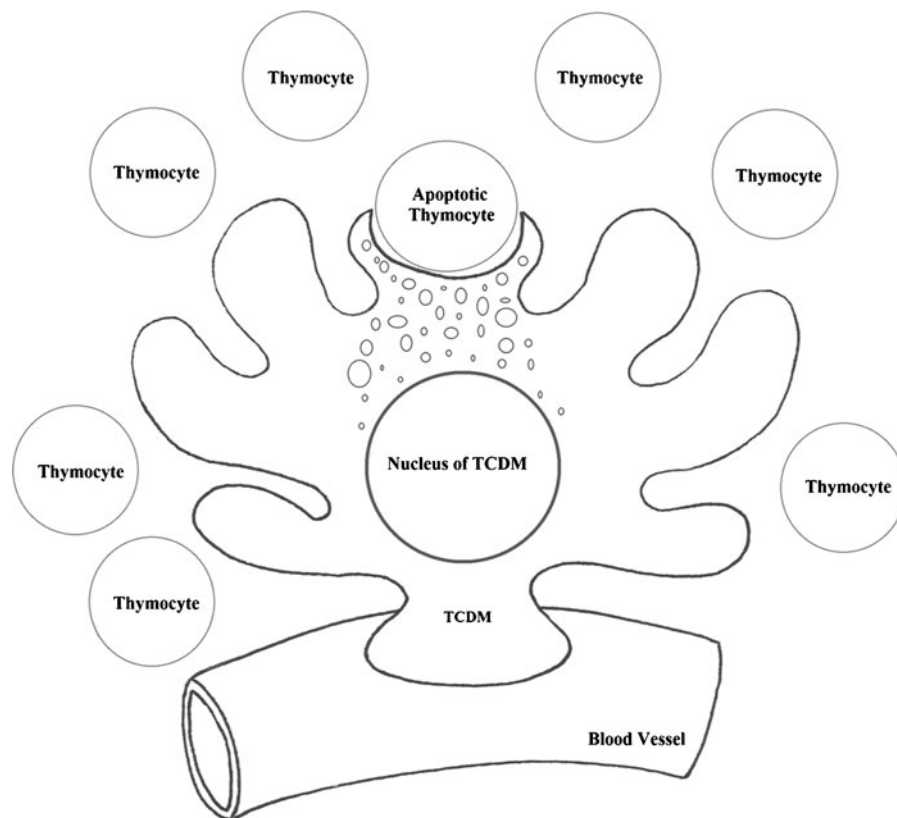 Thymocyte
Thymocyte
Thymocyte
Thymocyte
Apoptotic
Thymocyte
Nucleus of TCDM
Thymocyte
Thymocyte
Thymocyte
TCDM
Blood Vessel